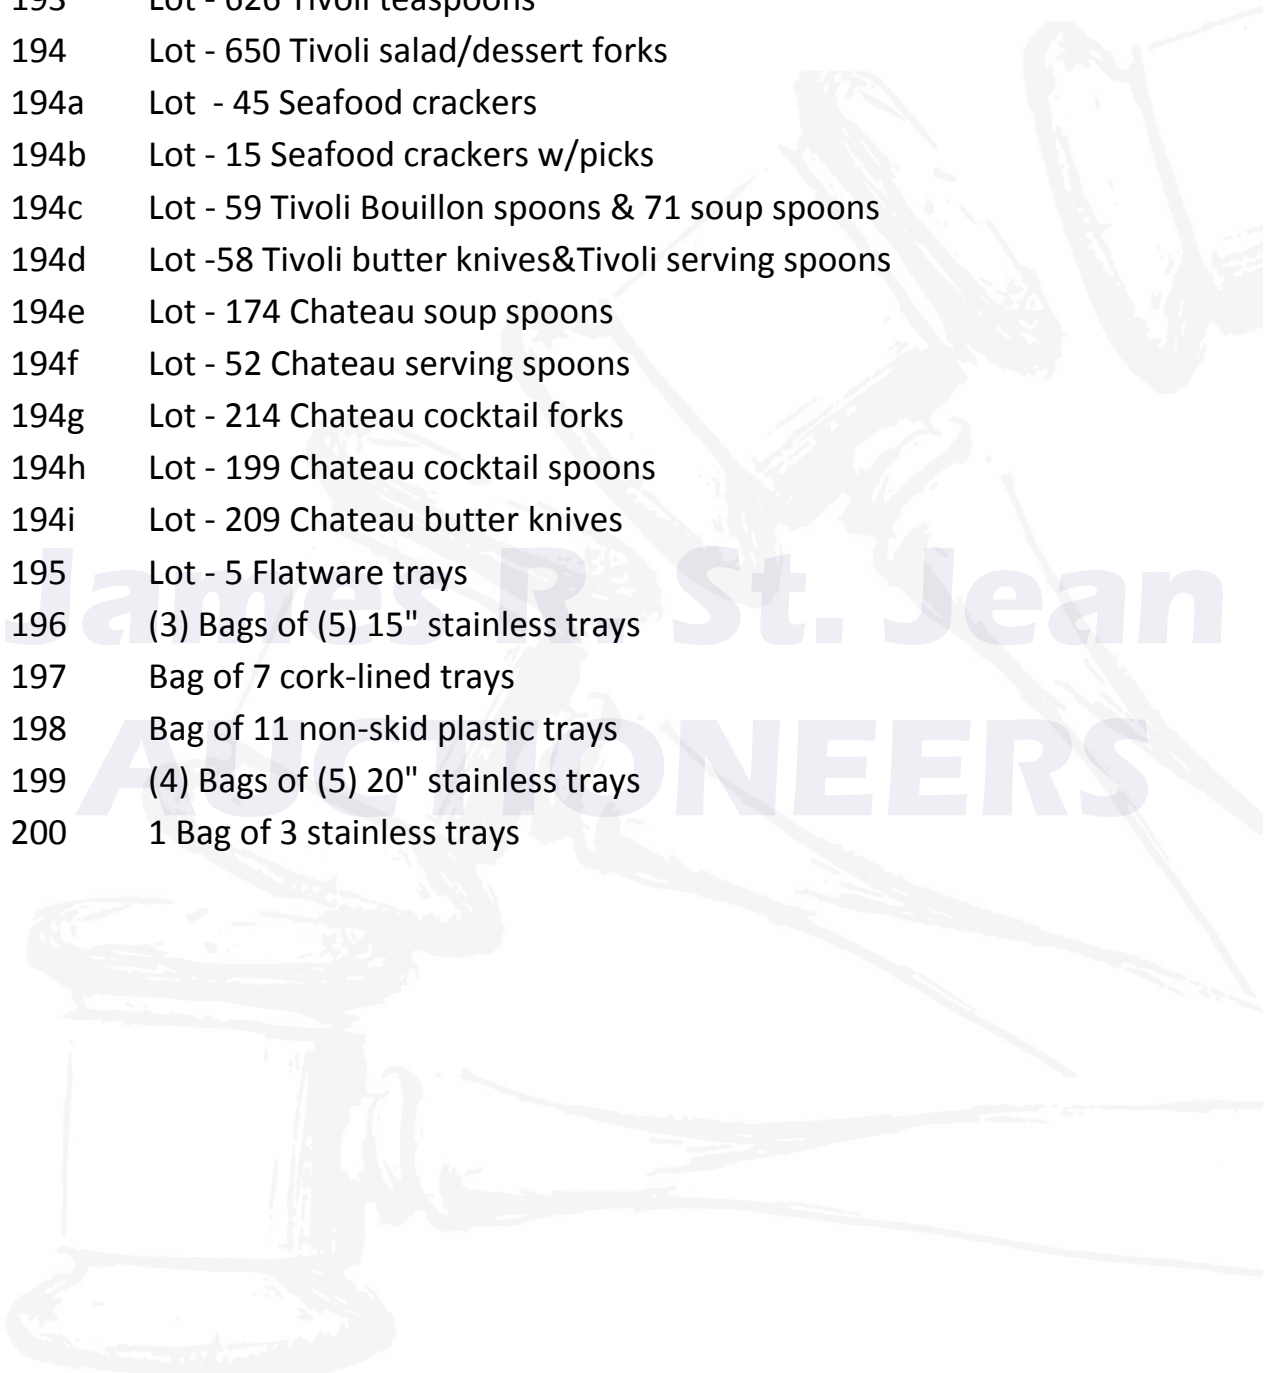 193 Lot - 626 Tivoli teaspoons
194 Lot - 650 Tivoli salad/dessert forks
194a Lot  - 45 Seafood crackers
194b Lot - 15 Seafood crackers w/picks
194c Lot - 59 Tivoli Bouillon spoons & 71 soup spoons
194d Lot -58 Tivoli butter knives&Tivoli serving spoons
194e Lot - 174 Chateau soup spoons
194f Lot - 52 Chateau serving spoons
194g Lot - 214 Chateau cocktail forks
194h Lot - 199 Chateau cocktail spoons
194i Lot - 209 Chateau butter knives
195 Lot - 5 Flatware trays
196 (3) Bags of (5) 15" stainless trays
197 Bag of 7 cork-lined trays
198 Bag of 11 non-skid plastic trays
199 (4) Bags of (5) 20" stainless trays
200 1 Bag of 3 stainless trays
James R St. Jean
AUCTIONEERS